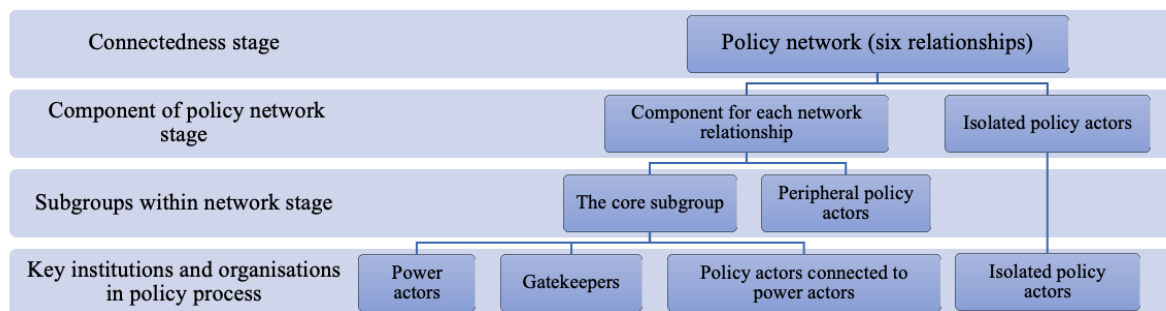 Connectedness stage
Policy network (six relationships)
Component of policy network
stage
Component for each network
relationship
Isolated policy actors
Subgroups within network stage
The core subgroup
Peripheral policy
actors
Key institutions and organisations
in policy process
Power
actors
Gatekeepers
Policy actors connected to
power actors
Isolated policy
actors